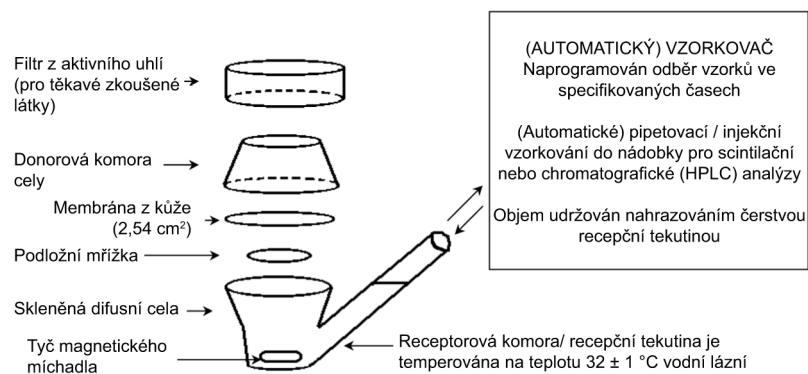 Filtr z aktivního uhlí
(pro těkavé zkoušené
látky)
Donorová komora
cely
Membrána z kůže
(2,54 cm²)
Podložní mřížka
Skleněná difusní cela
Tyč magnetického
míchadla
(AUTOMATICKÝ) VZORKOVAČ
Naprogramován odběr vzorků ve
specifikovaných časech
(Automatické) pipetovací / injekční
vzorkování do nádobky pro scintilační
nebo chromatografické (HPLC) analýzy
Objem udržován nahrazováním čerstvou
recepční tekutinou
Receptorová komora/ recepční tekutina je
temperována na teplotu 32 ± 1 °C vodní lázní